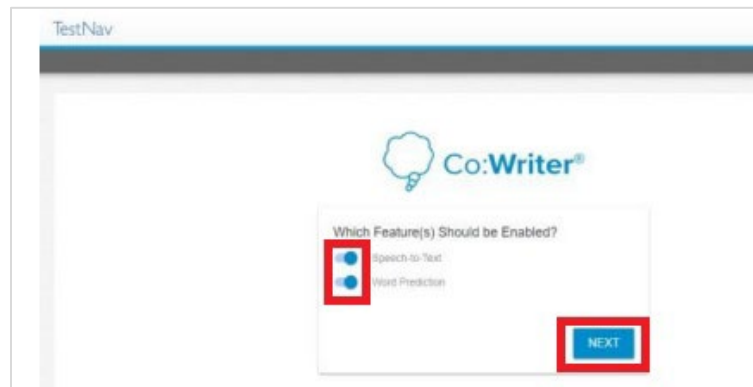 TestNav
Co:Writer®
Which Feature(s) Should be Enabled?
Speech-to-Text
Word Prediction
NEXT